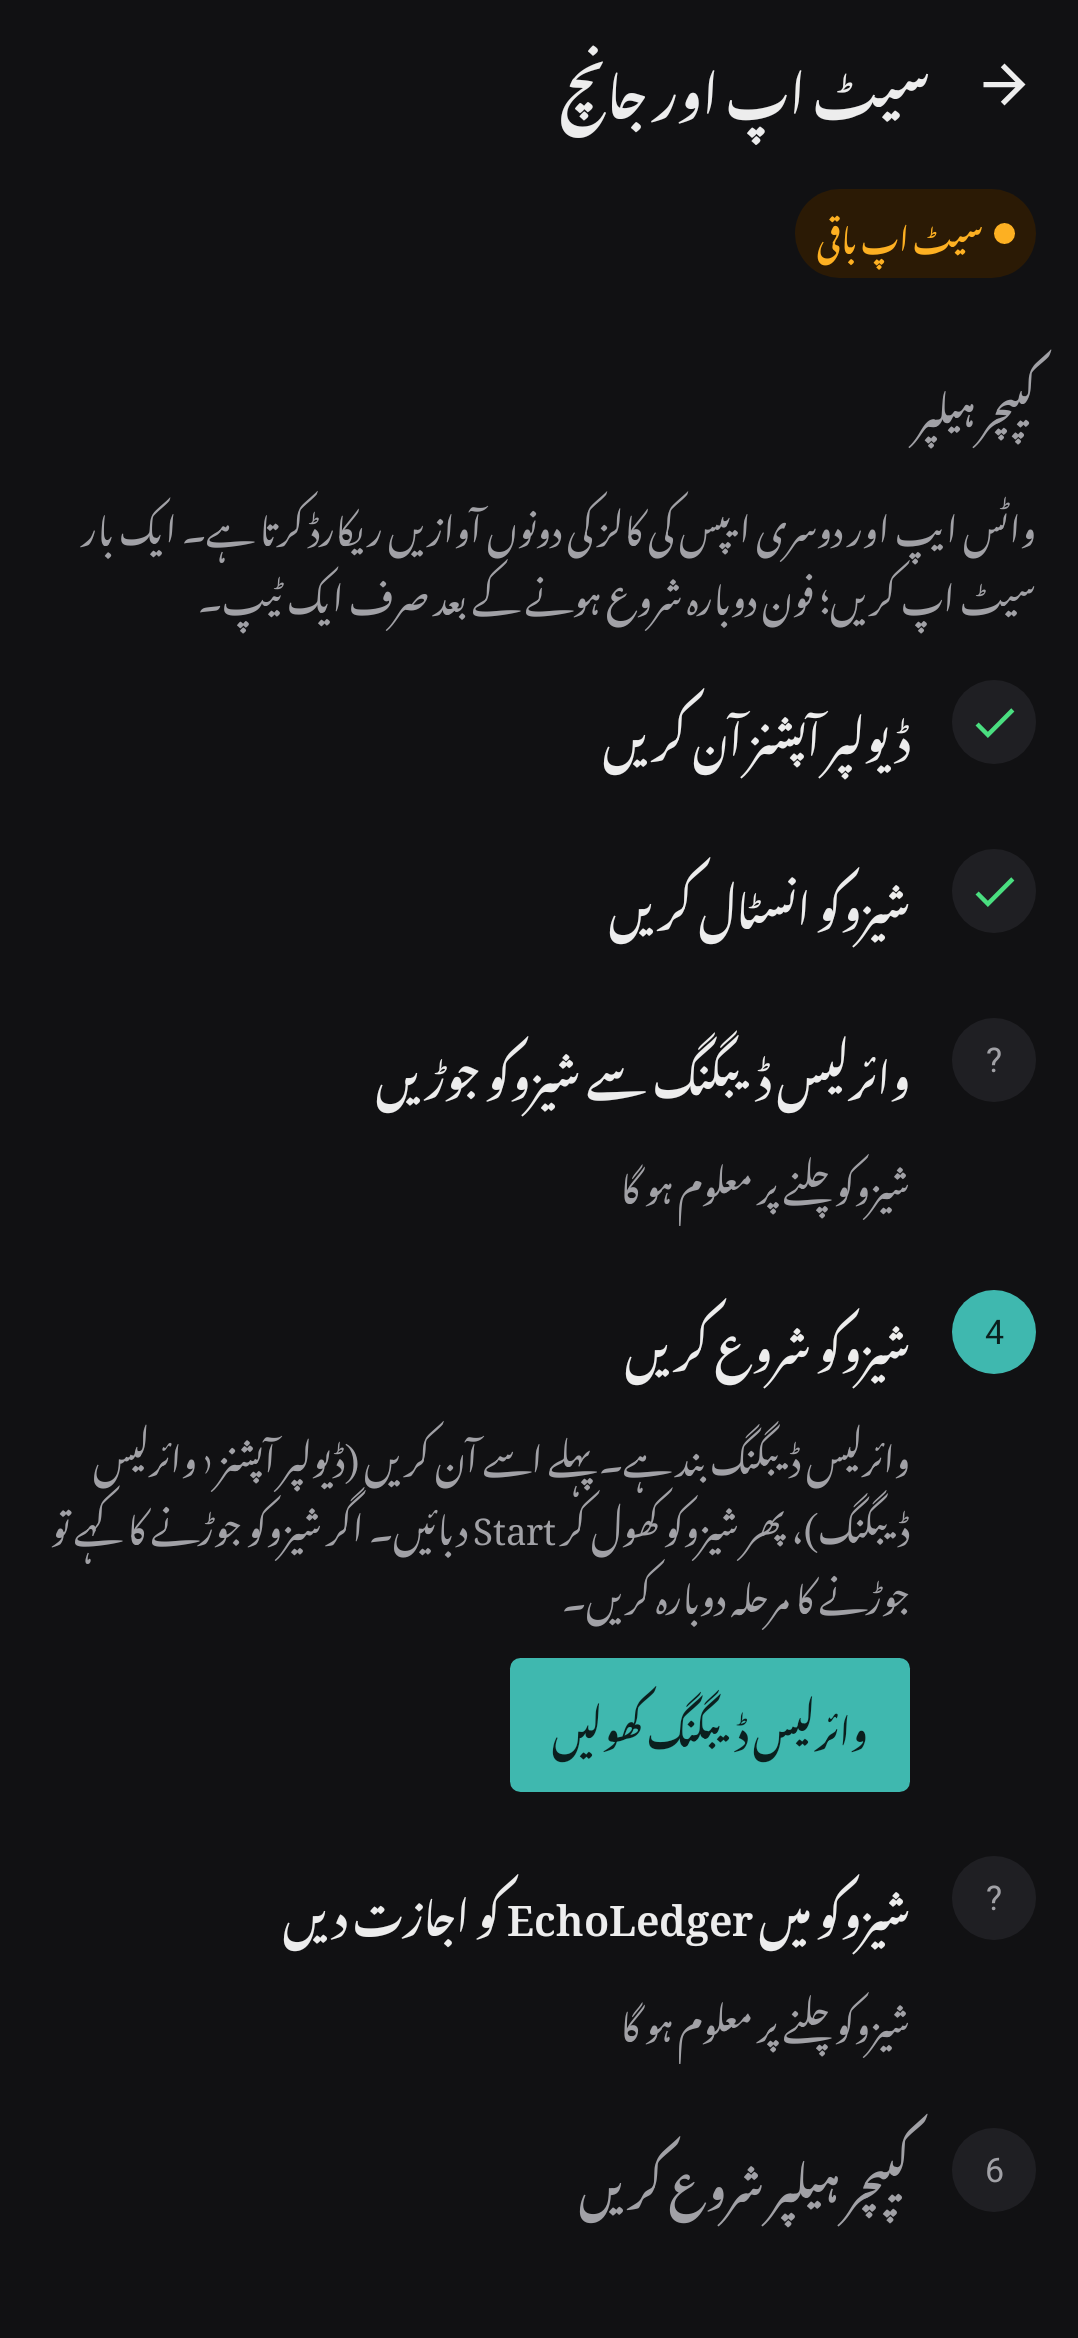 سیٹ اپ اور جانچ
سیٹ اپ باقی
کیپچر ہیلپر
واٹس ایپ اور دوسری ایپس کی کالز کی دونوں آوازیں ریکارڈ کرتا ہے۔ ایک بار
سیٹ اپ کریں؛ فون دوبارہ شروع ہونے کے بعد صرف ایک ٹیپ۔
ڈیولپر آپشنز آن کریں
شیزوکو انسٹال کریں
?
وائرلیس ڈیبگنگ سے شیزوکو جوڑیں
شیزوکو چلنے پر معلوم ہو گا
4
شیزوکو شروع کریں
وائرلیس ڈیبگنگ بند ہے۔ پہلے اسے آن کریں (ڈیولپر آپشنز › وائرلیس
ڈیبگنگ)، پھر شیزوکو کھول کر Start دبائیں۔ اگر شیزوکو جوڑنے کا کہے تو
جوڑنے کا مرحلہ دوبارہ کریں۔
وائرلیس ڈیبگنگ کھولیں
?
شیزوکو میں EchoLedger کو اجازت دیں
شیزوکو چلنے پر معلوم ہو گا
6
کیپچر ہیلپر شروع کریں